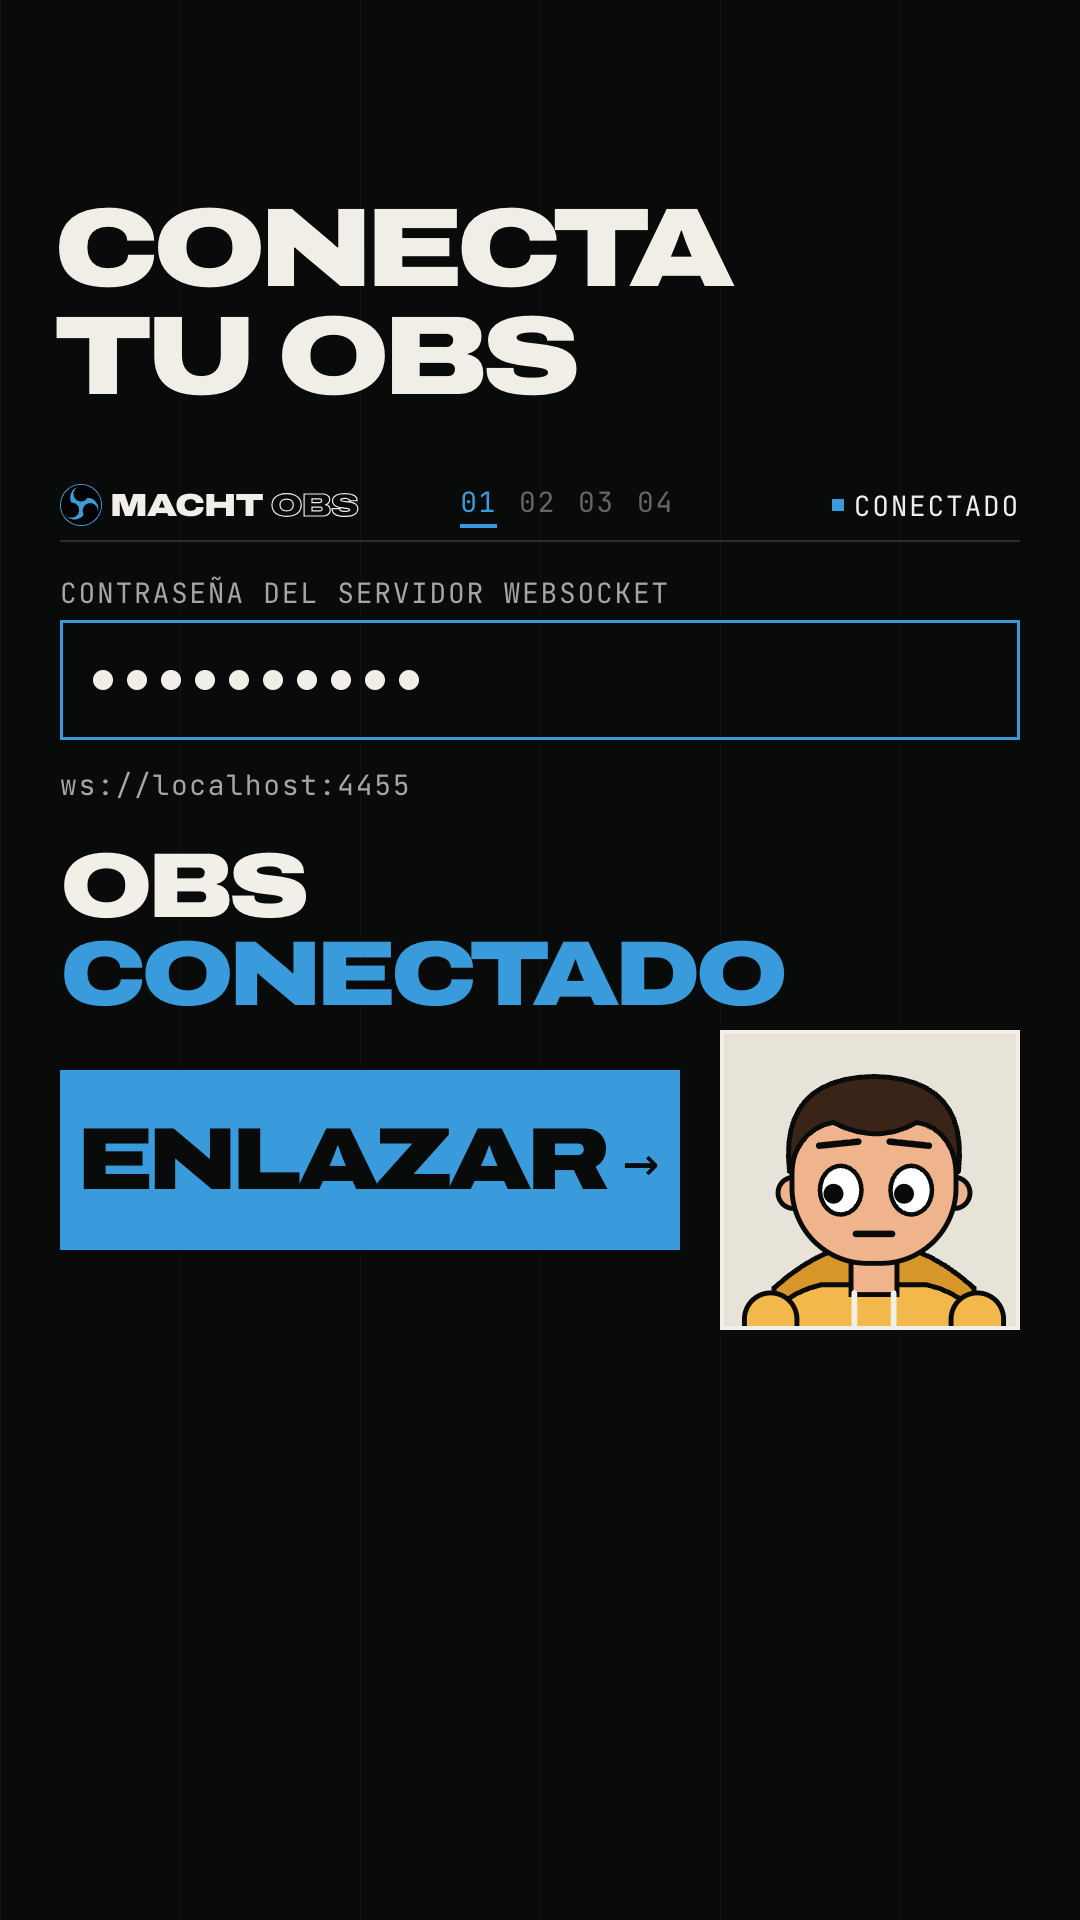 CONECTA
TU OBS
MACHT OBS
01 02 03 04
CONECTADO
CONTRASEÑA DEL SERVIDOR WEBSOCKET
●●●●●●●●●●
ws://localhost:4455
OBS
CONECTADO
ENLAZAR →